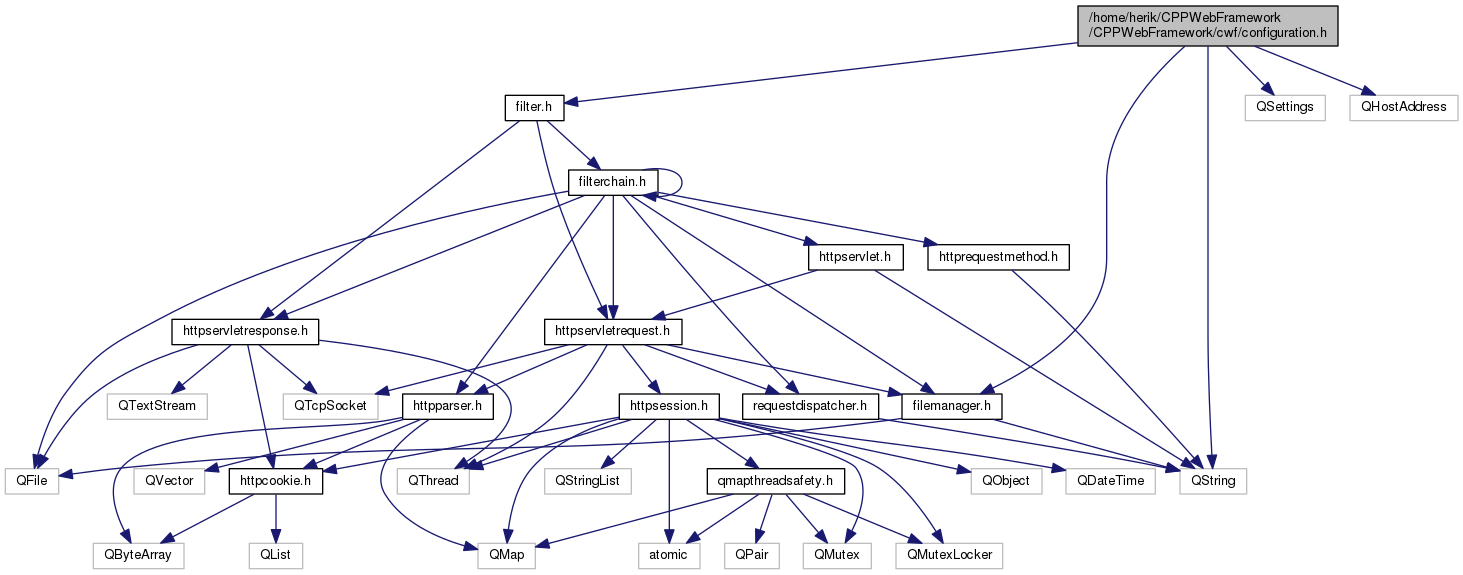 /home/herik/CPPWebFramework
/CPPWebFramework/cwf/configuration.h
filter.h
QSettings
QHostAddress
filterchain.h
httpservlet.h
httprequestmethod.h
httpservletresponse.h
httpservletrequest.h
QTextStream
QTcpSocket
httpparser.h
httpsession.h
requestdispatcher.h
filemanager.h
QFile
QVector
httpcookie.h
QThread
QStringList
qmapthreadsafety.h
QObject
QDateTime
QString
QByteArray
QList
QMap
atomic
QPair
QMutex
QMutexLocker